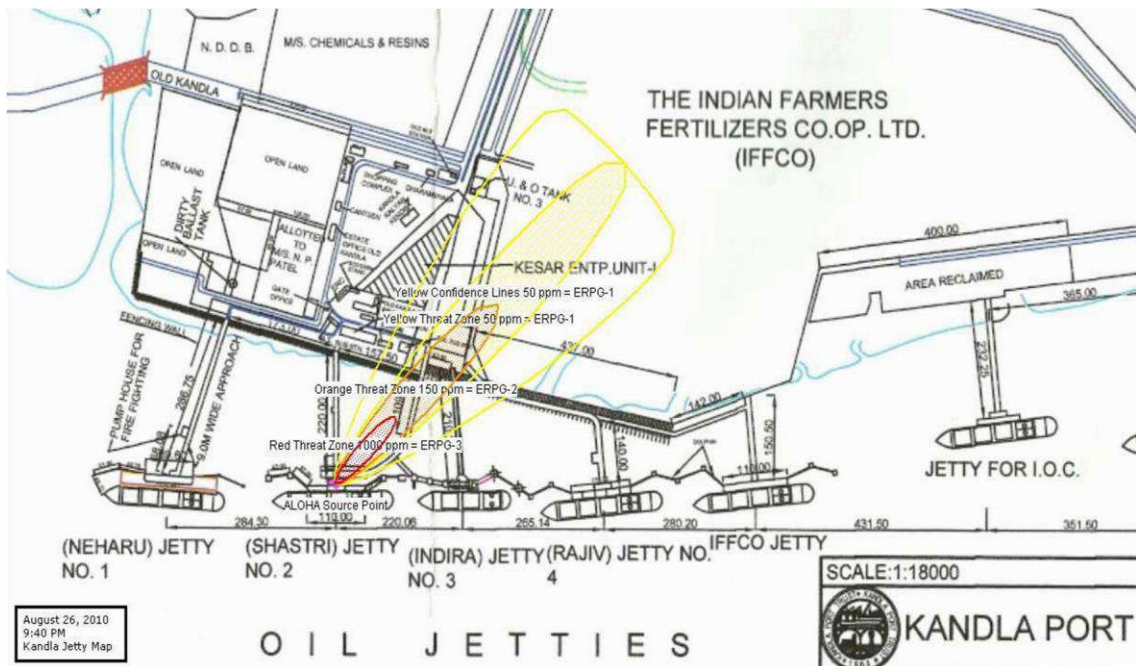 N. D. D. B.
M/S. CHEMICALS & RESINS
OLD KANDLA
THE INDIAN FARMERS
FERTILIZERS CO.OP. LTD.
(IFFCO)
OPEN LAND
OPEN LAND
SHOPPING
COMPLEX
DHARAMSHALA
U. & O TANK
NO. 3
CANTEEN
DIRTY
BALLAST
TANK
ALLOTTED
TO
M/S. N. P
PATEL
ESTATE
OFFICE OLD
KANDLA
OPEN LAND
GATE
OFFICE
KESAR ENTP.UNIT-I
400.00
AREA RECLAIMED
365.00
Yellow Confidence Lines 50 ppm = ERPG-1
Yellow Threat Zone 50 ppm = ERPG-1
FENCING WALL
PUMP HOUSE FOR
FIRE FIGHTING
286.75
9.0M WIDE APPROACH
437.00
232.25
Orange Threat Zone 150 ppm = ERPG-2
220.00
142.00
150.50
140.00
Red Threat Zone 1000 ppm = ERPG-3
DOLPHIN
110.00
JETTY FOR I.O.C.
ALOHA Source Point
110.00
284.30
220.06
265.14
280.20
431.50
351.50
(NEHARU) JETTY
NO. 1
(SHASTRI) JETTY
NO. 2
(INDIRA) JETTY
NO. 3
(RAJIV) JETTY NO.
4
IFFCO JETTY
SCALE:1:18000
KANDLA PORT
August 26, 2010
9:40 PM
Kandla Jetty Map
OIL JETTIES